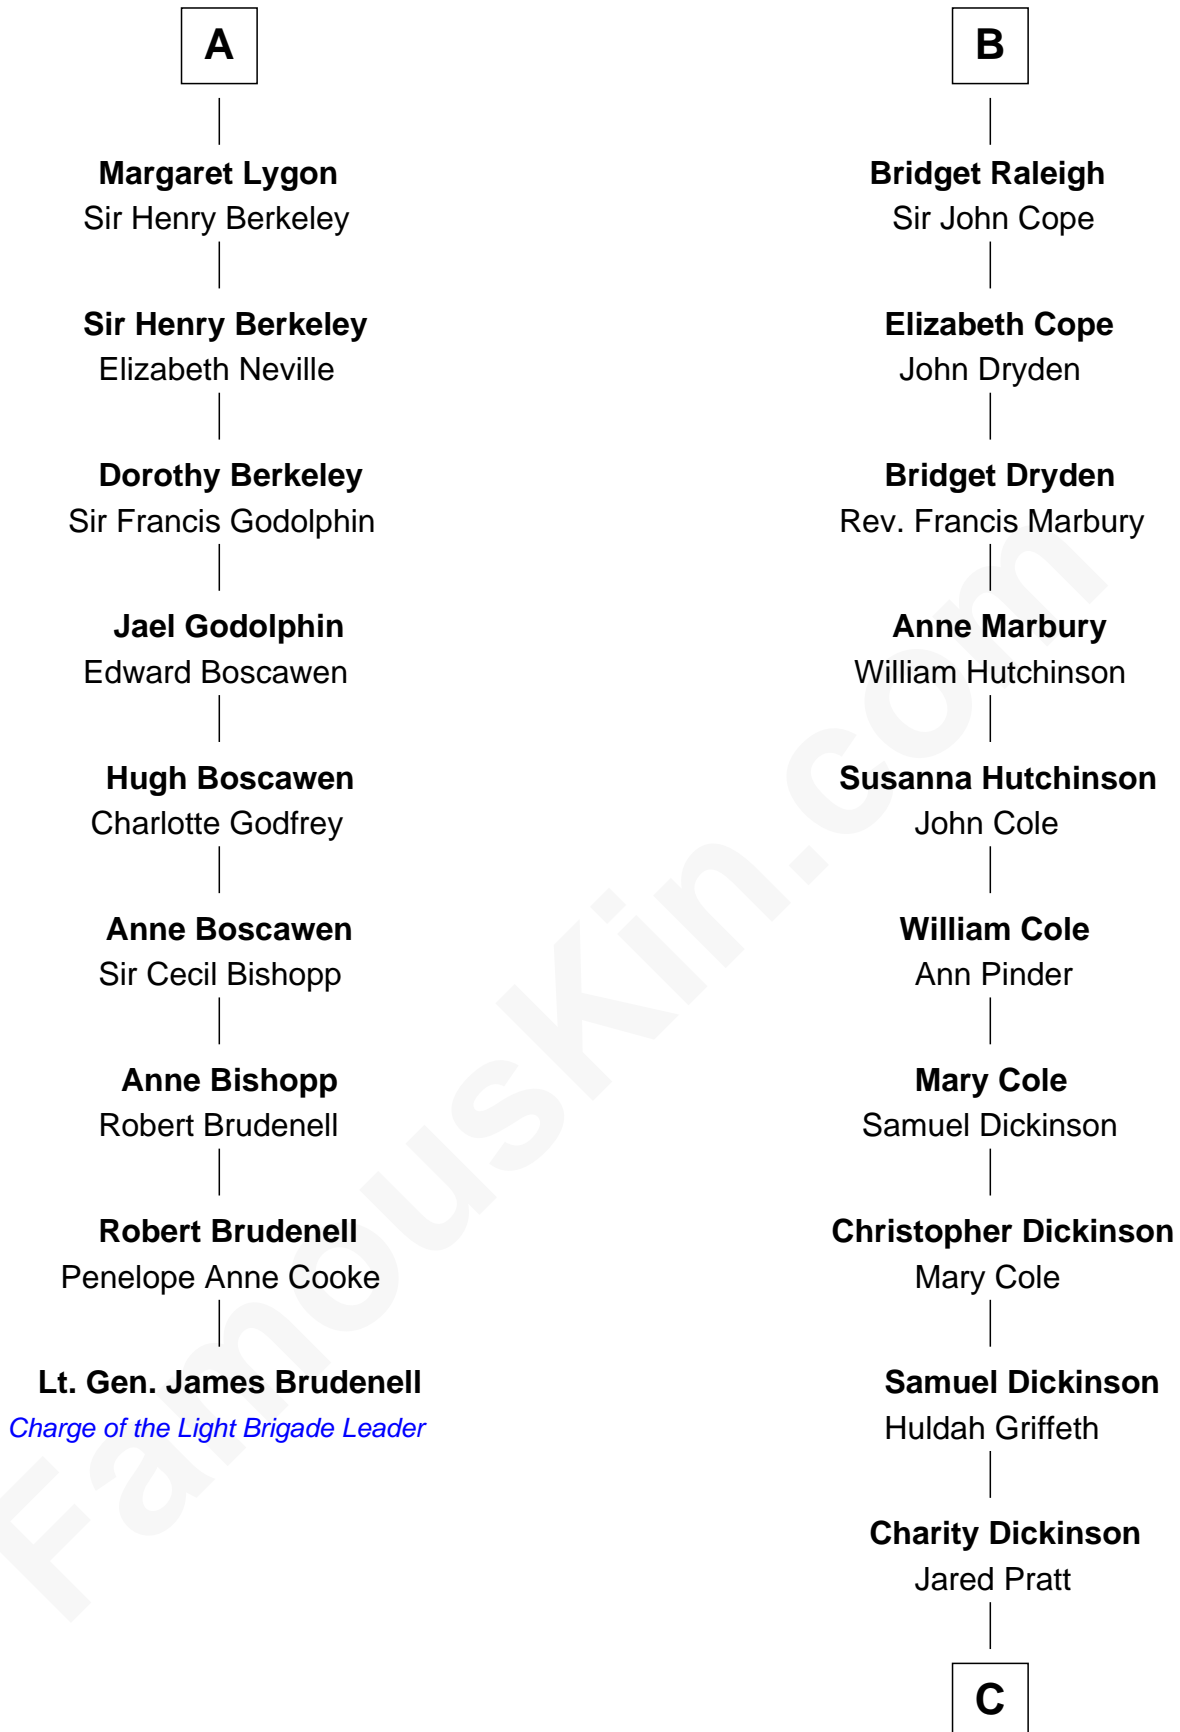 A
Margaret Lygon
Sir Henry Berkeley
Sir Henry Berkeley
Elizabeth Neville
Dorothy Berkeley
Sir Francis Godolphin
Jael Godolphin
Edward Boscawen
Hugh Boscawen
Charlotte Godfrey
Anne Boscawen
Sir Cecil Bishopp
Anne Bishopp
Robert Brudenell
Robert Brudenell
Penelope Anne Cooke
Lt. Gen. James Brudenell
Charge of the Light Brigade Leader
B
Bridget Raleigh
Sir John Cope
Elizabeth Cope
John Dryden
Bridget Dryden
Rev. Francis Marbury
Anne Marbury
William Hutchinson
Susanna Hutchinson
John Cole
William Cole
Ann Pinder
Mary Cole
Samuel Dickinson
Christopher Dickinson
Mary Cole
Samuel Dickinson
Huldah Griffeth
Charity Dickinson
Jared Pratt
C
FamousKin.com